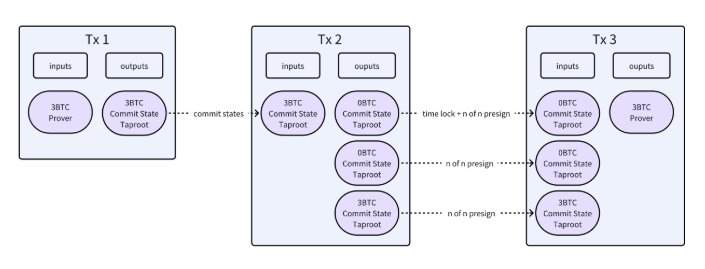 Tx 1
inputs
outputs
3BTC
Prover
3BTC
Commit State
Taproot
commit states
Tx 2
inputs
ouputs
3BTC
Commit State
Taproot
0BTC
Commit State
Taproot
0BTC
Commit State
Taproot
3BTC
Commit State
Taproot
time lock + n of n presign
n of n presign
n of n presign
Tx 3
inputs
ouputs
0BTC
Commit State
Taproot
3BTC
Prover
0BTC
Commit State
Taproot
3BTC
Commit State
Taproot